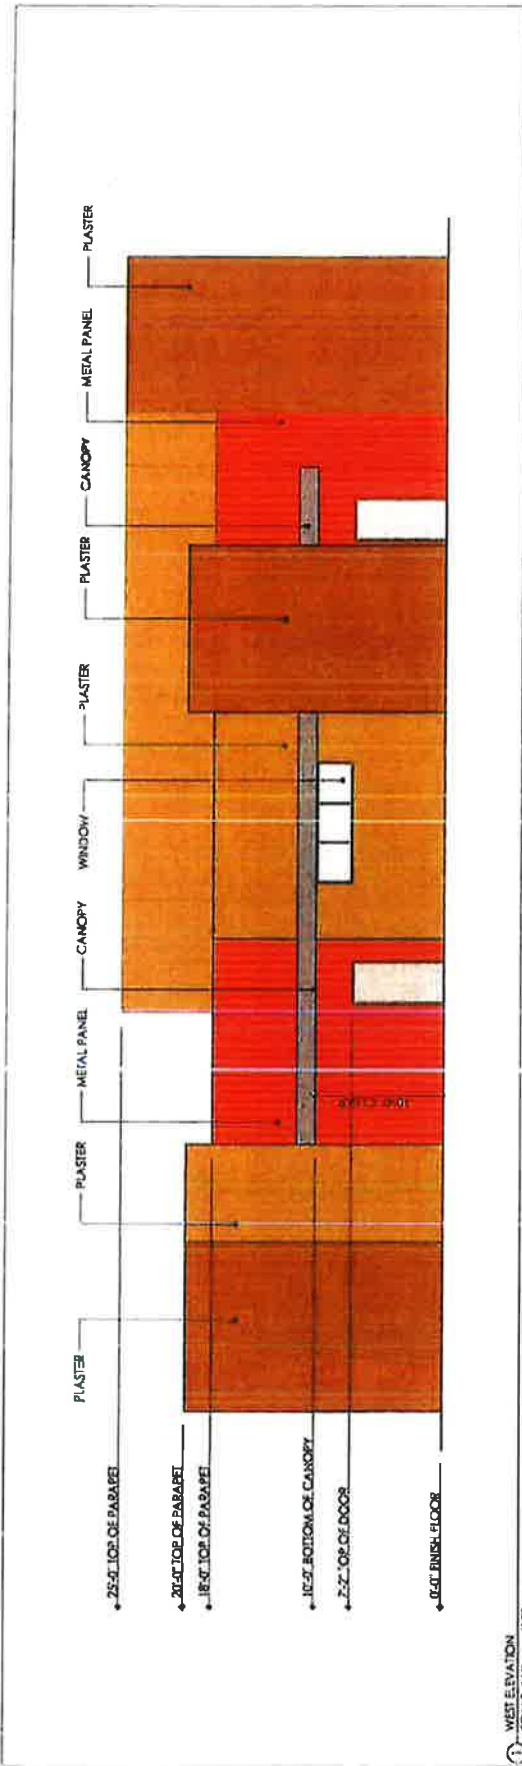 PLASTER
PLASTER
METAL PANEL
CANOPY
WINDOW
PLASTER
PLASTER
CANOPY
METAL PANEL
PLASTER
25'-0" TOP OF PARAPET
20'-0" TOP OF PARAPET
18'-0" TOP OF PARAPET
10'-0" BOTTOM OF CANOPY
7'-2" TOP OF DOOR
0'-0" FINISH FLOOR
1 WEST ELEVATION